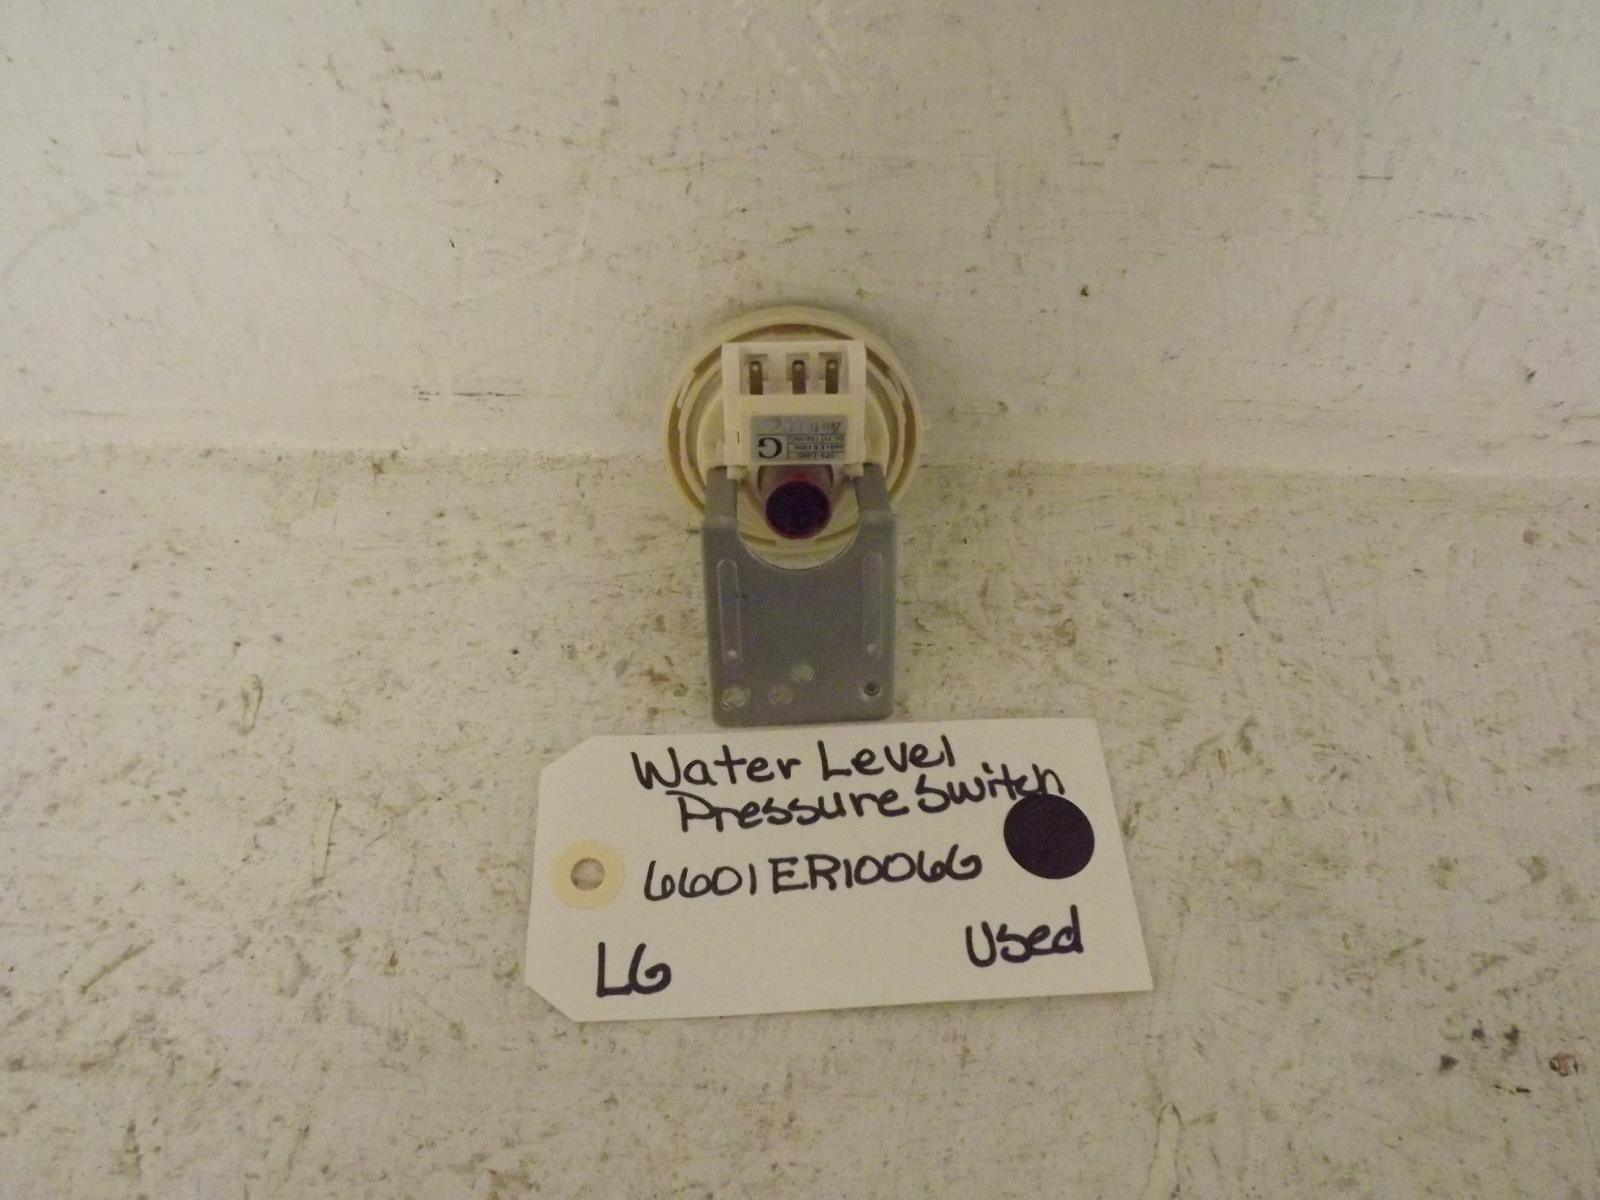 G
Water Level
Pressure Switch
6601ER1006G
LG
Used